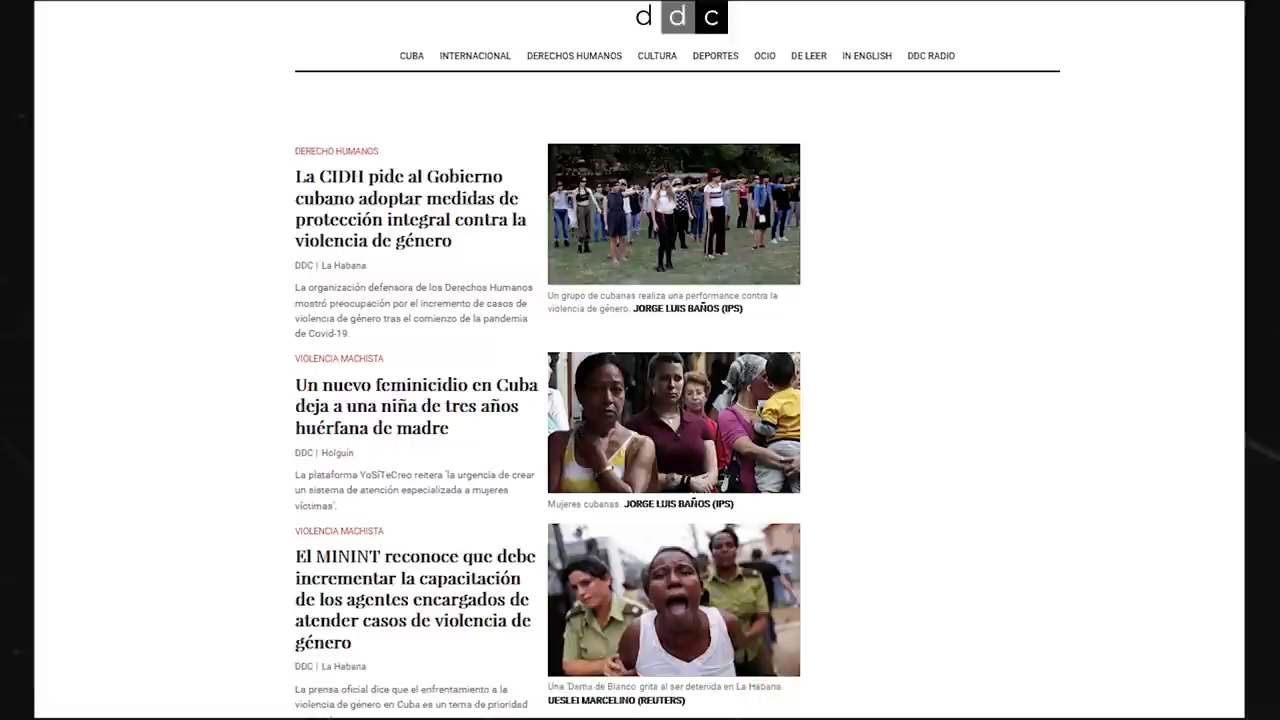 ddc
CUBA INTERNACIONAL DERECHOS HUMANOS CULTURA DEPORTES OCIO DE LEER IN ENGLISH DDC RADIO
DERECHO HUMANOS
La CIDH pide al Gobierno
cubano adoptar medidas de
protección integral contra la
violencia de género
DDC | La Habana
La organización defensora de los Derechos Humanos
mostró preocupación por el incremento de casos de
violencia de género tras el comienzo de la pandemia
de Covid-19.
Un grupo de cubanas realiza una performance contra la
violencia de género. JORGE LUIS BAÑOS (IPS)
VIOLENCIA MACHISTA
Un nuevo feminicidio en Cuba
deja a una niña de tres años
huérfana de madre
DDC | Holguín
La plataforma YoSíTeCreo reitera 'la urgencia de crear
un sistema de atención especializada a mujeres
víctimas'.
Mujeres cubanas. JORGE LUIS BAÑOS (IPS)
VIOLENCIA MACHISTA
El MININT reconoce que debe
incrementar la capacitación
de los agentes encargados de
atender casos de violencia de
género
DDC | La Habana
La prensa oficial dice que el enfrentamiento a la
violencia de género en Cuba es un tema de prioridad
Una 'Dama de Blanco' grita al ser detenida en La Habana.
UESLEI MARCELINO (REUTERS)